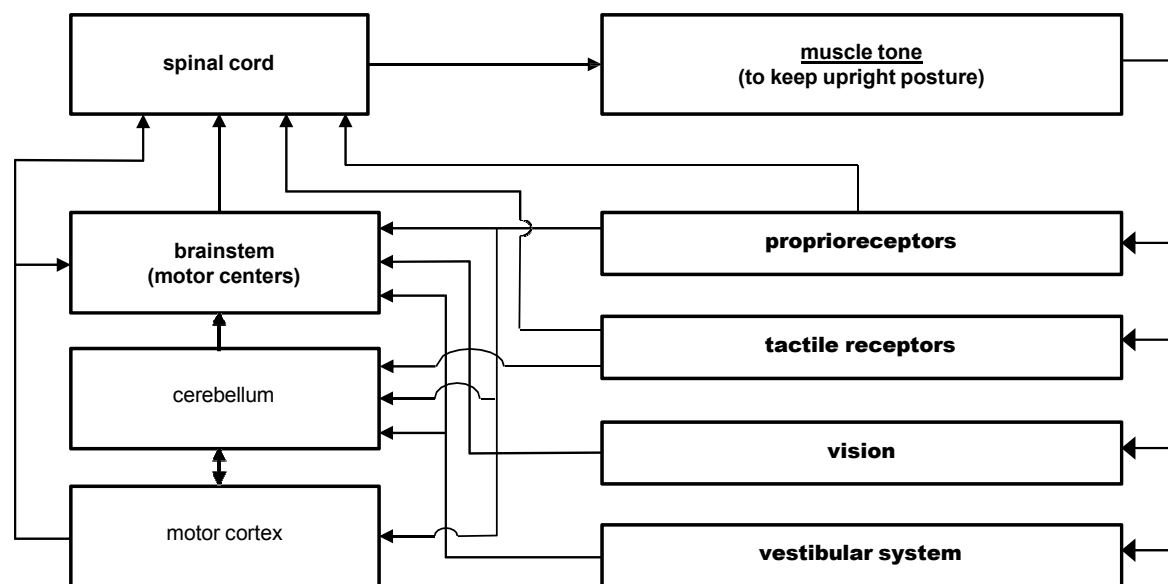 spinal cord
muscle tone
(to keep upright posture)
brainstem
(motor centers)
proprioreceptors
tactile receptors
cerebellum
vision
motor cortex
vestibular system